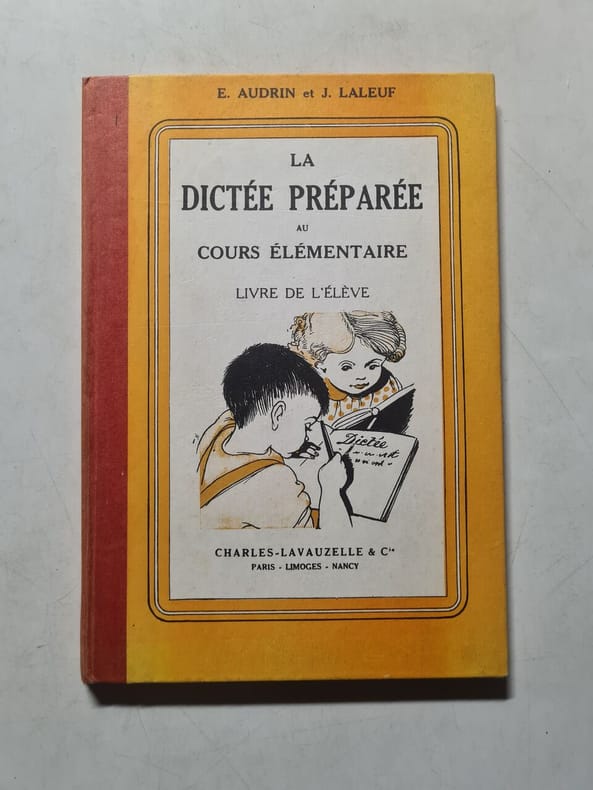 E. AUDRIN et J. LALEUF
LA
DICTÉE PRÉPARÉE
AU
COURS ÉLÉMENTAIRE
LIVRE DE L'ÉLÈVE
Dictée
CHARLES-LAVAUZELLE & Cie
PARIS - LIMOGES - NANCY